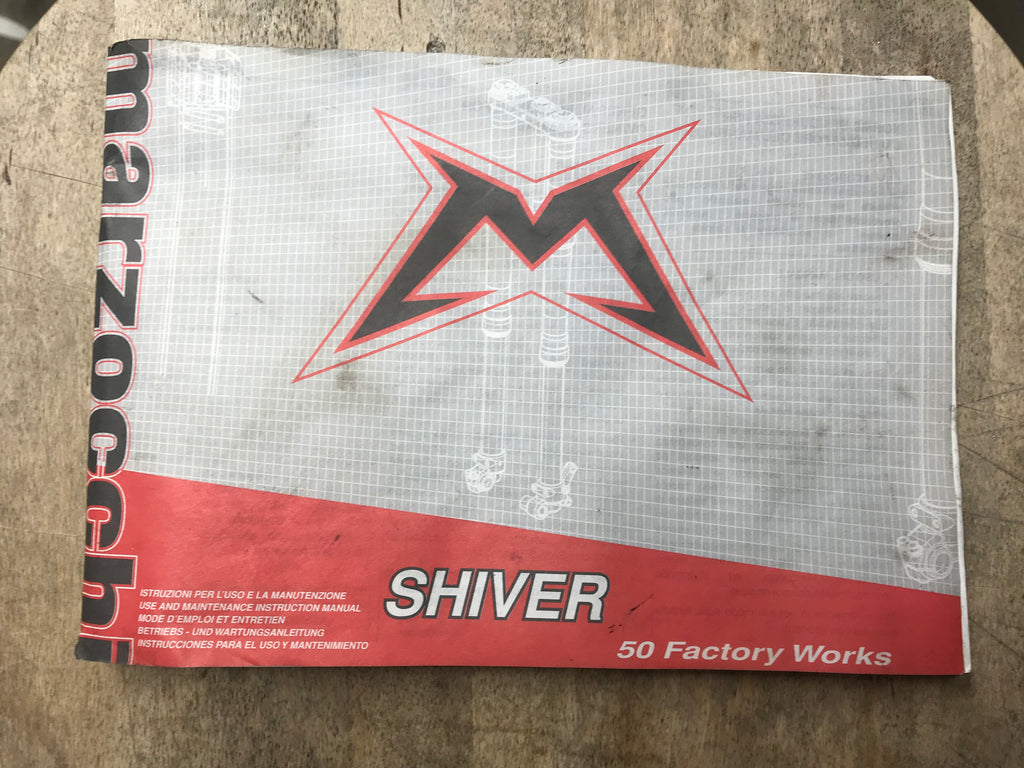 marzocchi
ISTRUZIONI PER L'USO E LA MANUTENZIONE
USE AND MAINTENANCE INSTRUCTION MANUAL
MODE D'EMPLOI ET ENTRETIEN
BETRIEBS - UND WARTUNGSANLEITUNG
INSTRUCCIONES PARA EL USO Y MANTENIMIENTO
SHIVER
50 Factory Works